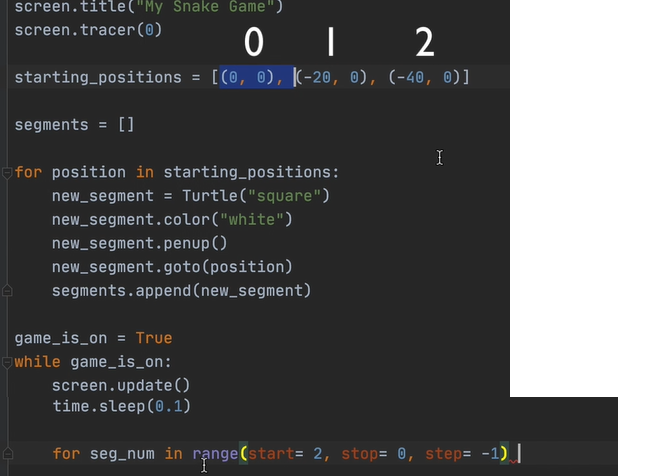 screen.title("My Snake Game")
screen.tracer(0)
0 1 2
starting_positions = [(0, 0), (-20, 0), (-40, 0)]
segments = []
for position in starting_positions:
    new_segment = Turtle("square")
    new_segment.color("white")
    new_segment.penup()
    new_segment.goto(position)
    segments.append(new_segment)
game_is_on = True
while game_is_on:
    screen.update()
    time.sleep(0.1)
    for seg_num in range(start= 2, stop= 0, step= -1)